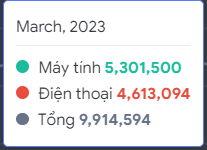 March, 2023
Máy tính 5,301,500
Điện thoại 4,613,094
Tổng 9,914,594